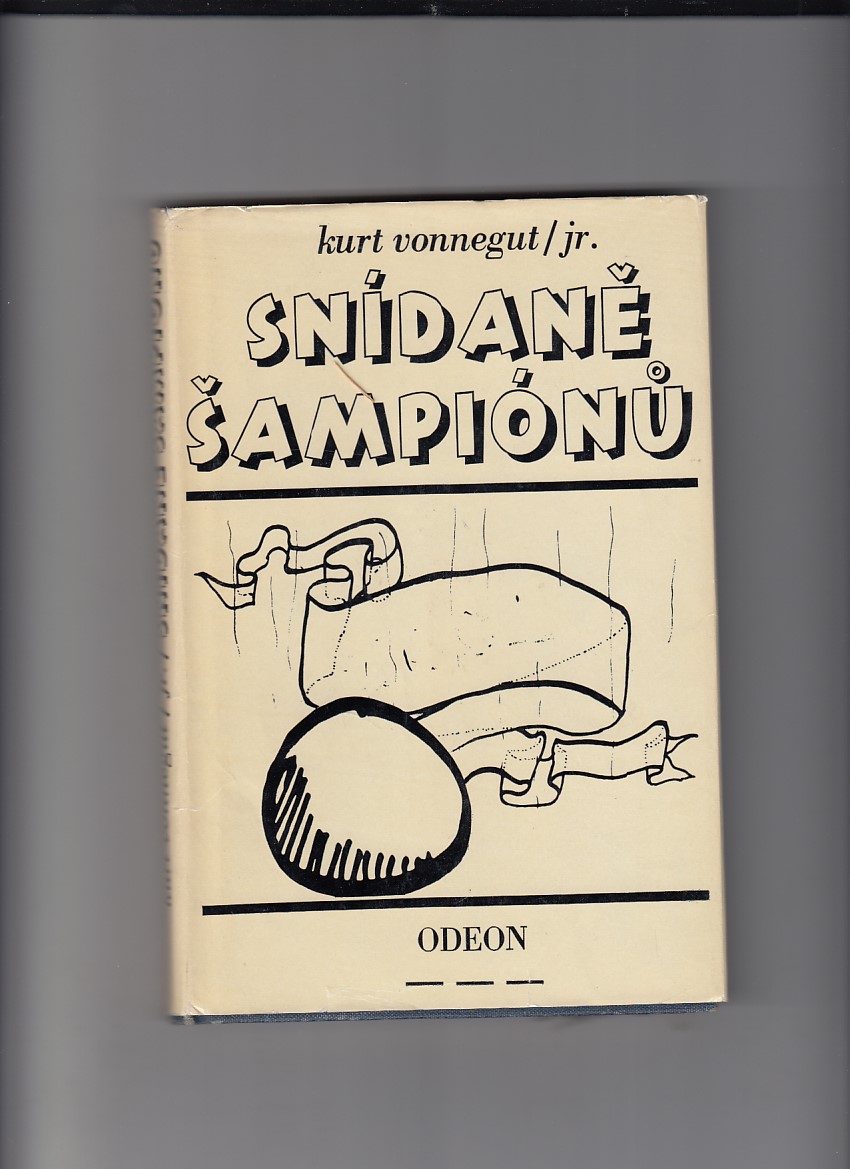 kurt vonnegut/jr.
SNÍDANĚ
ŠAMPIÓNŮ
ODEON